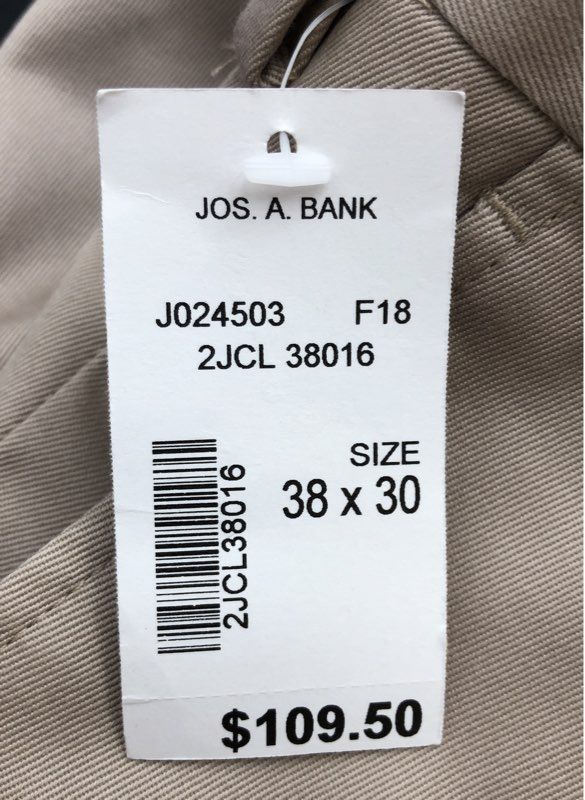 JOS. A. BANK
J024503 F18
2JCL 38016
SIZE
38 x 30
2JCL38016
$109.50